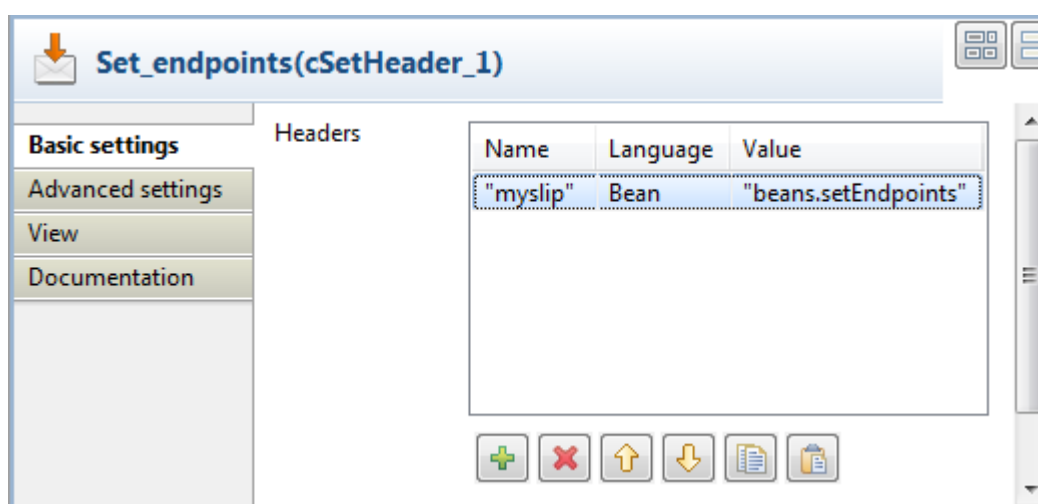 Set_endpoints(cSetHeader_1)
Basic settings
Advanced settings
View
Documentation
Headers
Name Language Value
"myslip" Bean "beans.setEndpoints"